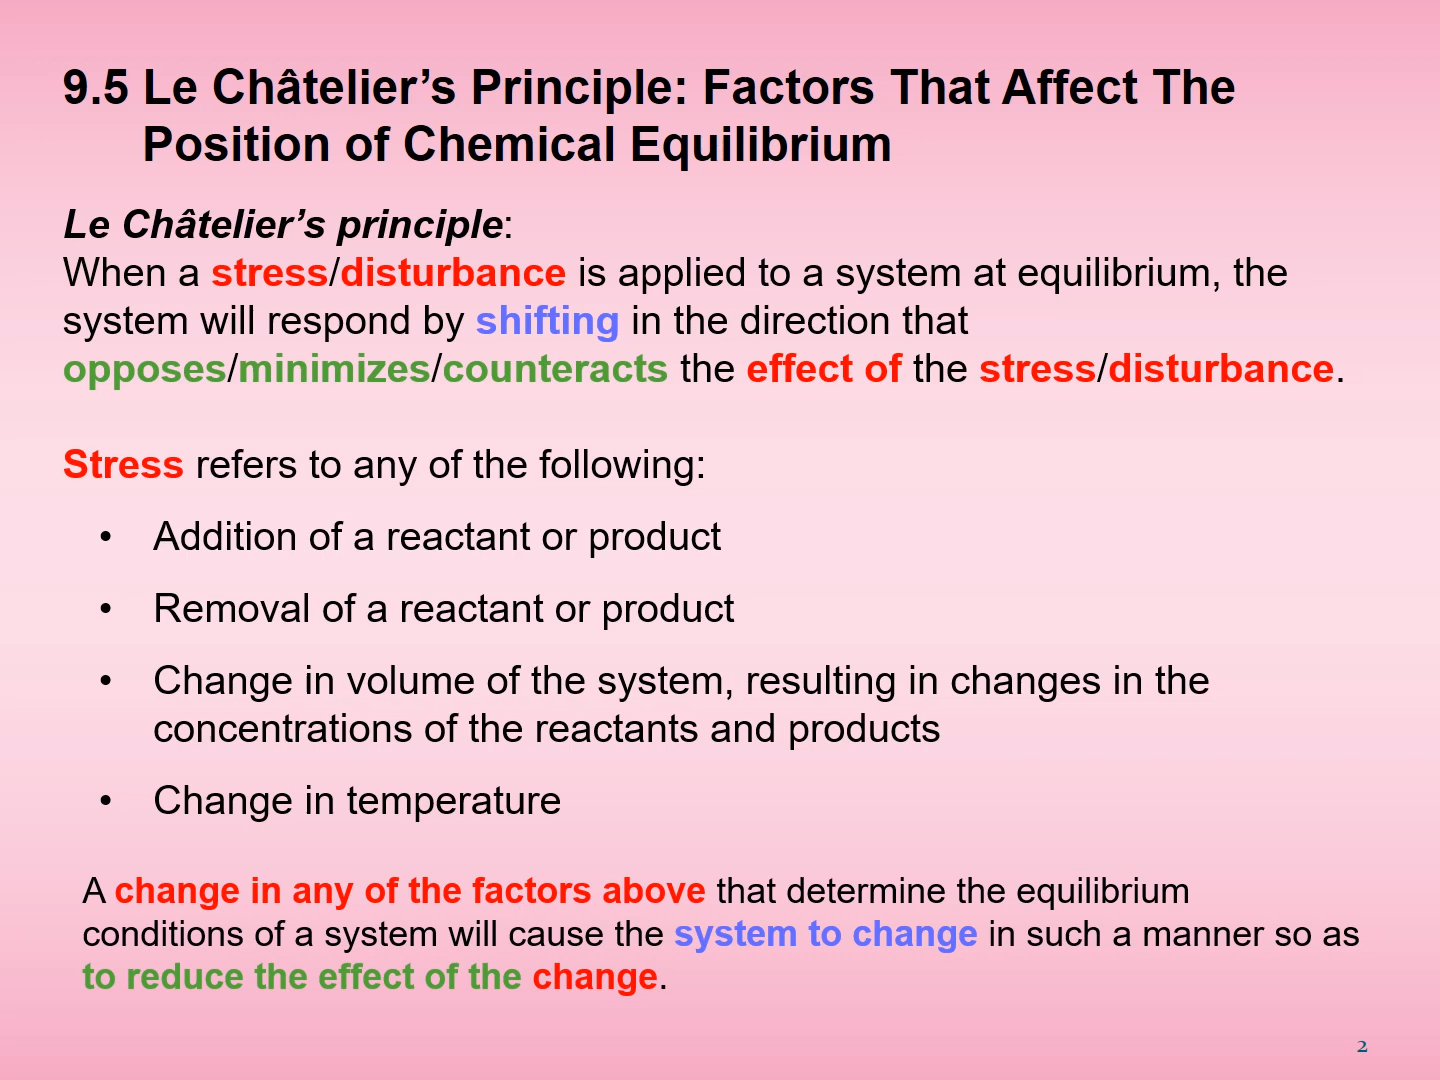 9.5 Le Châtelier’s Principle: Factors That Affect The
Position of Chemical Equilibrium
Le Châtelier’s principle:
When a stress/disturbance is applied to a system at equilibrium, the
system will respond by shifting in the direction that
opposes/minimizes/counteracts the effect of the stress/disturbance.
Stress refers to any of the following:
• Addition of a reactant or product
• Removal of a reactant or product
• Change in volume of the system, resulting in changes in the
concentrations of the reactants and products
• Change in temperature
A change in any of the factors above that determine the equilibrium
conditions of a system will cause the system to change in such a manner so as
to reduce the effect of the change.
2